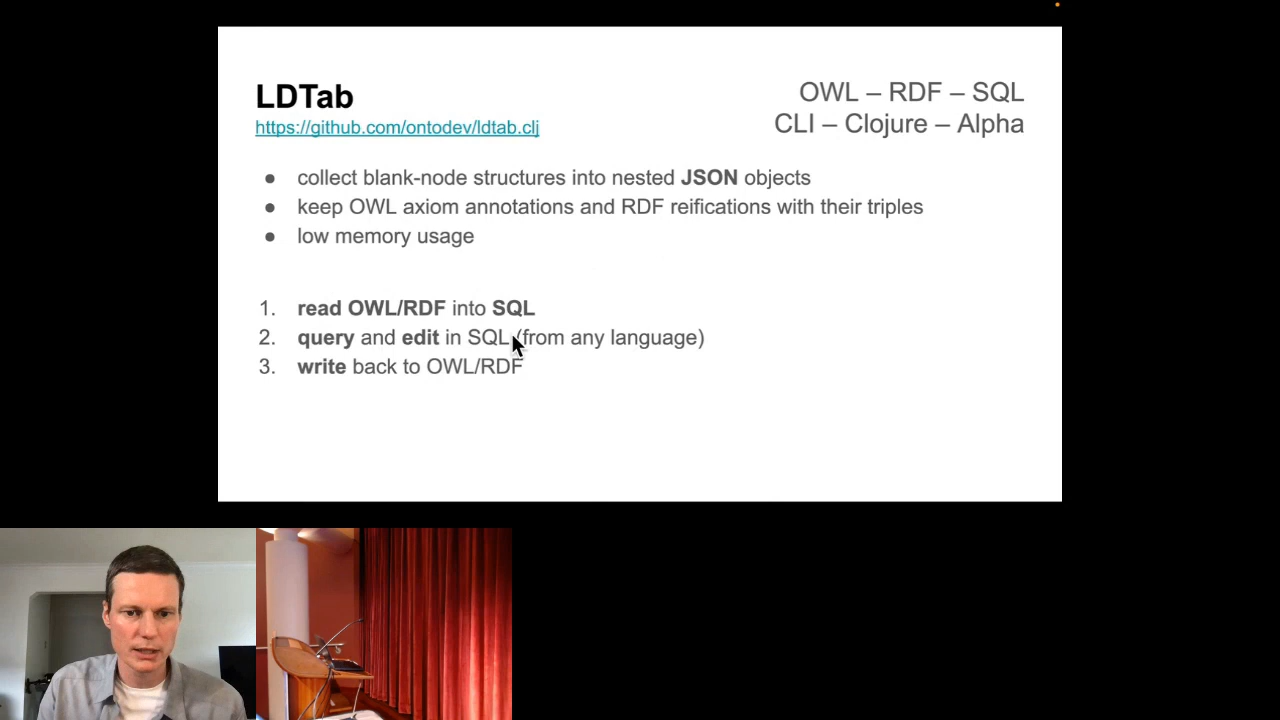 LDTab
https://github.com/ontodev/ldtab.clj
OWL – RDF – SQL
CLI – Clojure – Alpha
● collect blank-node structures into nested JSON objects
● keep OWL axiom annotations and RDF reifications with their triples
● low memory usage
1. read OWL/RDF into SQL
2. query and edit in SQL (from any language)
3. write back to OWL/RDF